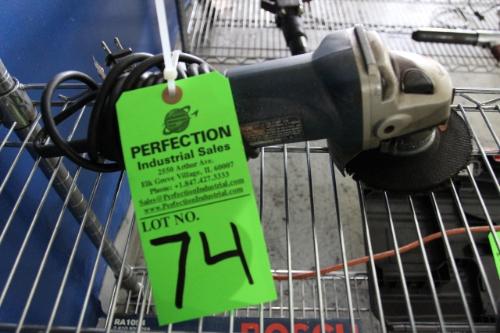 PERFECTION
Industrial Sales
2550 Arthur Ave.
Elk Grove Village, IL 60007
Phone: +1.847.427.3333
Sales@PerfectionIndustrial.com
www.PerfectionIndustrial.com
LOT NO.
74
RA1054
BOSCH